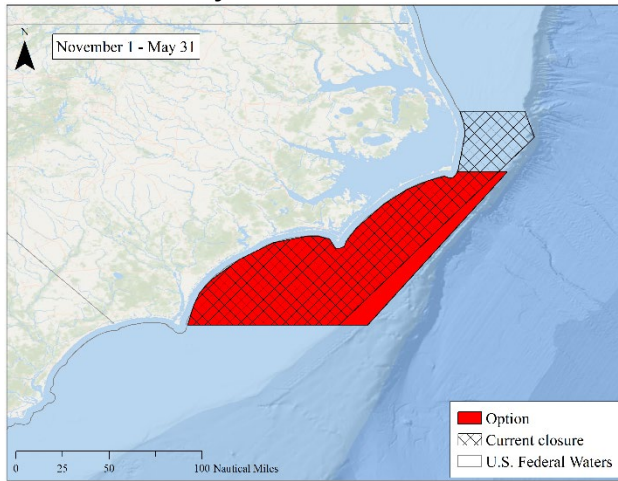 N
November 1 - May 31
Option
Current closure
U.S. Federal Waters
0 25 50 100 Nautical Miles